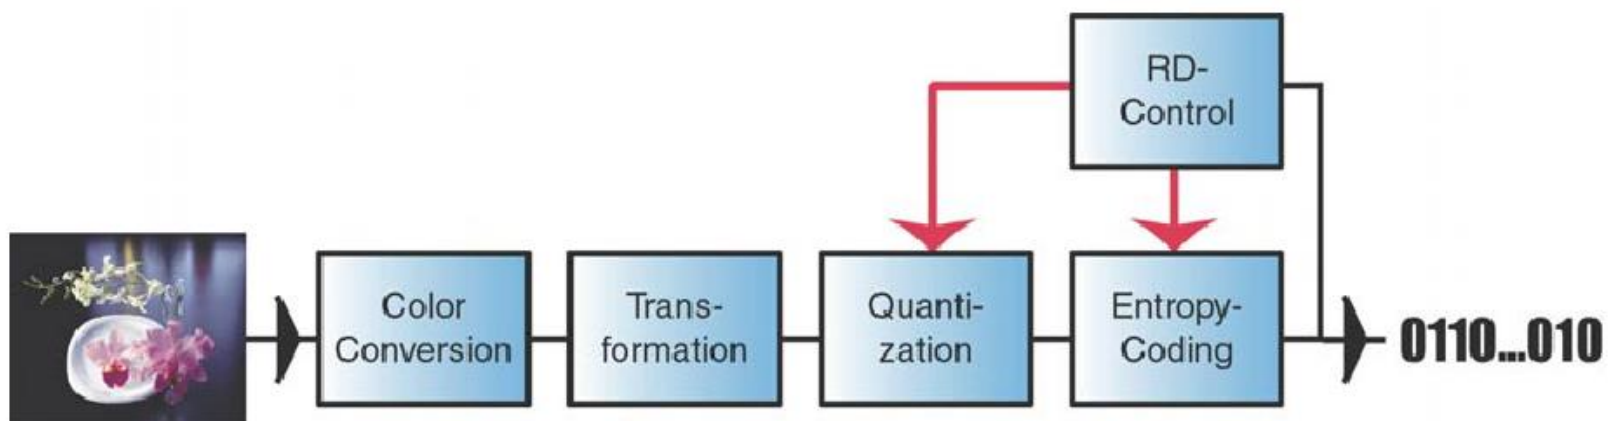 RD-
Control
Color
Conversion
Trans-
formation
Quanti-
zation
Entropy-
Coding
0110...010